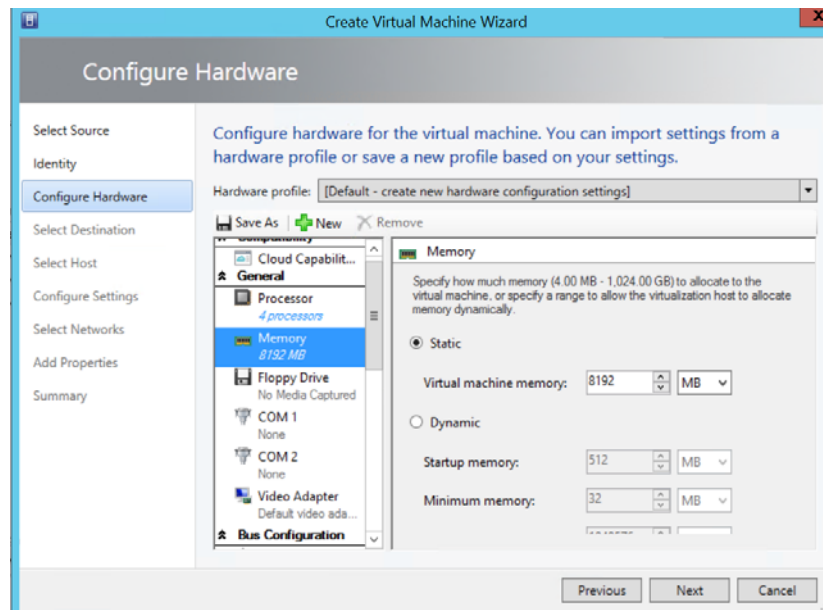 Create Virtual Machine Wizard
X
Configure Hardware
Select Source
Identity
Configure Hardware
Select Destination
Select Host
Configure Settings
Select Networks
Add Properties
Summary
Configure hardware for the virtual machine. You can import settings from a
hardware profile or save a new profile based on your settings.
Hardware profile: [Default - create new hardware configuration settings]
Save As New Remove
Compatibility
Cloud Capabilit...
General
Processor
4 processors
Memory
8192 MB
Floppy Drive
No Media Captured
COM 1
None
COM 2
None
Video Adapter
Default video ada...
Bus Configuration
Memory
Specify how much memory (4.00 MB - 1,024.00 GB) to allocate to the
virtual machine, or specify a range to allow the virtualization host to allocate
memory dynamically.
Static
Virtual machine memory: 8192 MB
Dynamic
Startup memory: 512 MB
Minimum memory: 32 MB
Previous Next Cancel